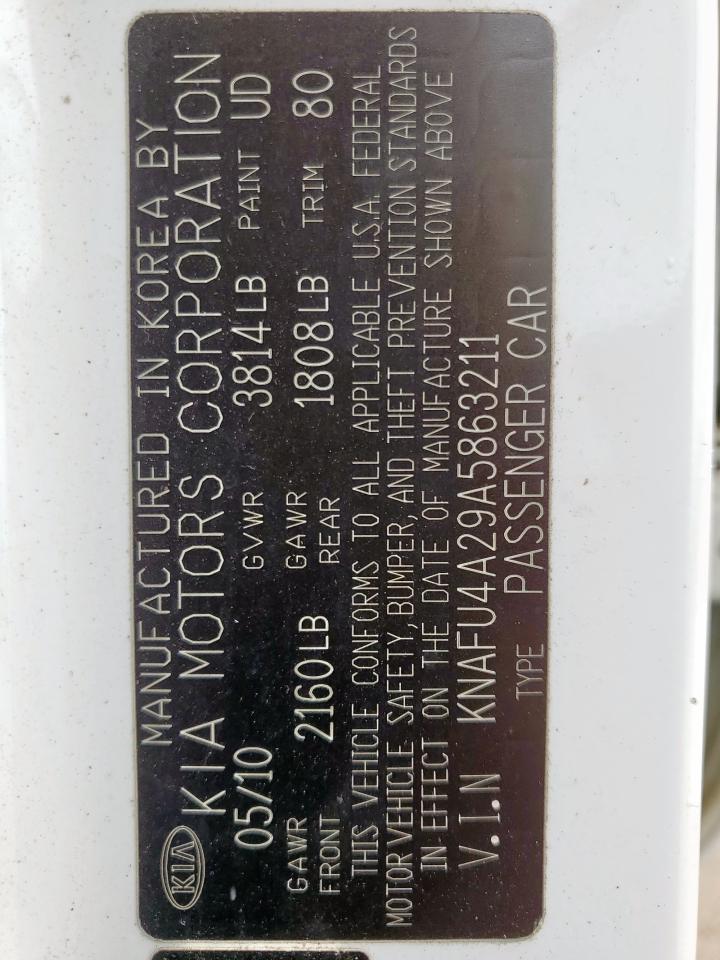 MANUFACTURED IN KOREA BY
KIA KIA MOTORS CORPORATION
05/10 GVWR 3814LB PAINT UD
GAWR FRONT 2160LB GAWR REAR 1808LB TRIM 80
THIS VEHICLE CONFORMS TO ALL APPLICABLE U.S.A. FEDERAL
MOTOR VEHICLE SAFETY, BUMPER, AND THEFT PREVENTION STANDARDS
IN EFFECT ON THE DATE OF MANUFACTURE SHOWN ABOVE
V.I.N KNAFU4A29A5863211
TYPE PASSENGER CAR